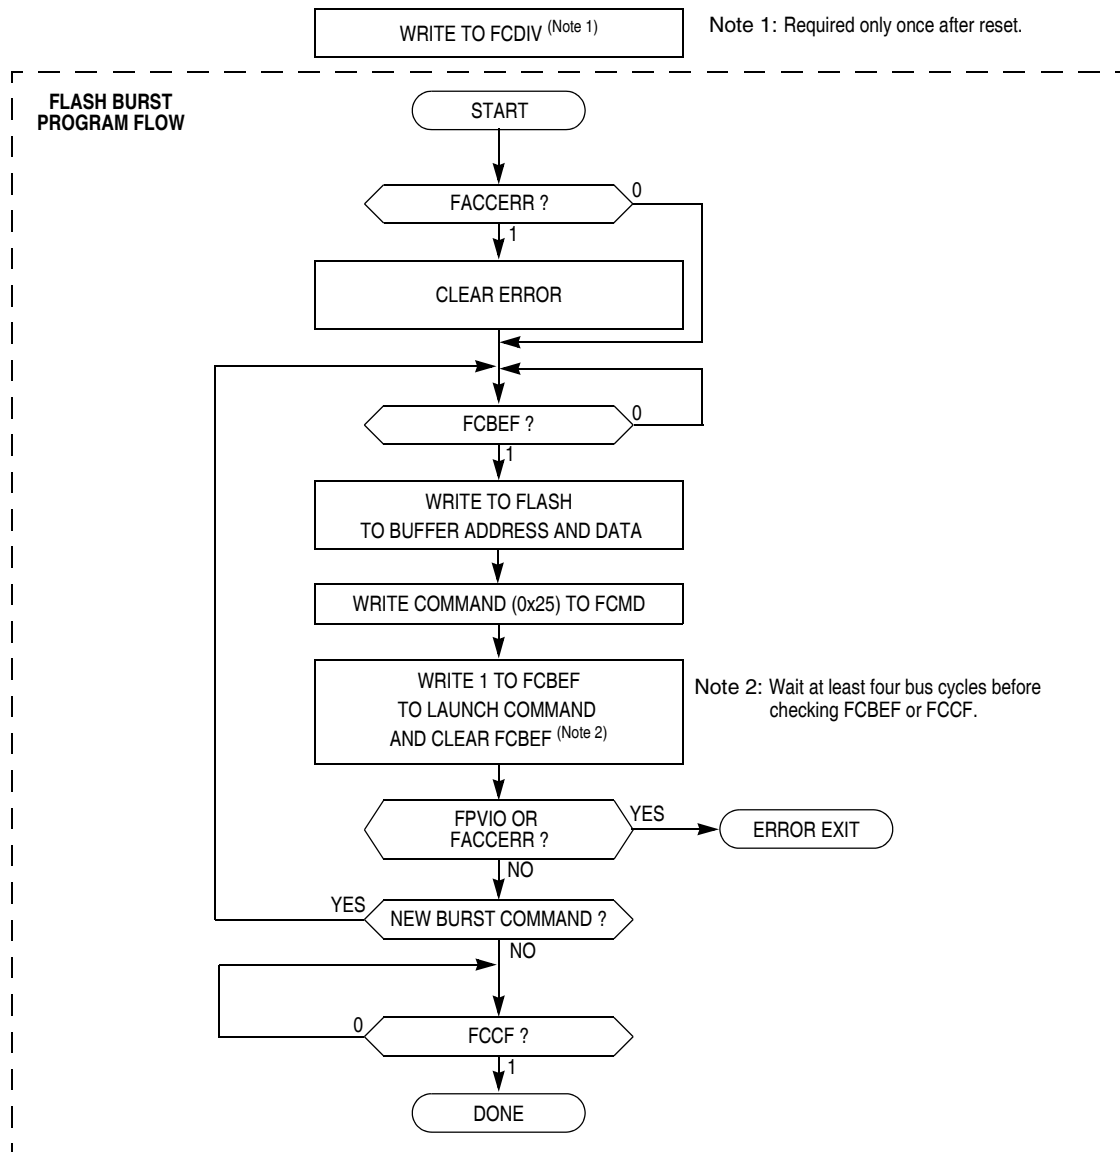 WRITE TO FCDIV (Note 1)
Note 1: Required only once after reset.
FLASH BURST
PROGRAM FLOW
START
FACCERR ?
0
1
CLEAR ERROR
FCBEF ?
0
1
WRITE TO FLASH
TO BUFFER ADDRESS AND DATA
WRITE COMMAND (0x25) TO FCMD
WRITE 1 TO FCBEF
TO LAUNCH COMMAND
AND CLEAR FCBEF (Note 2)
Note 2: Wait at least four bus cycles before
checking FCBEF or FCCF.
FPVIO OR
FACCERR ?
YES
ERROR EXIT
NO
YES
NEW BURST COMMAND ?
NO
0
FCCF ?
1
DONE